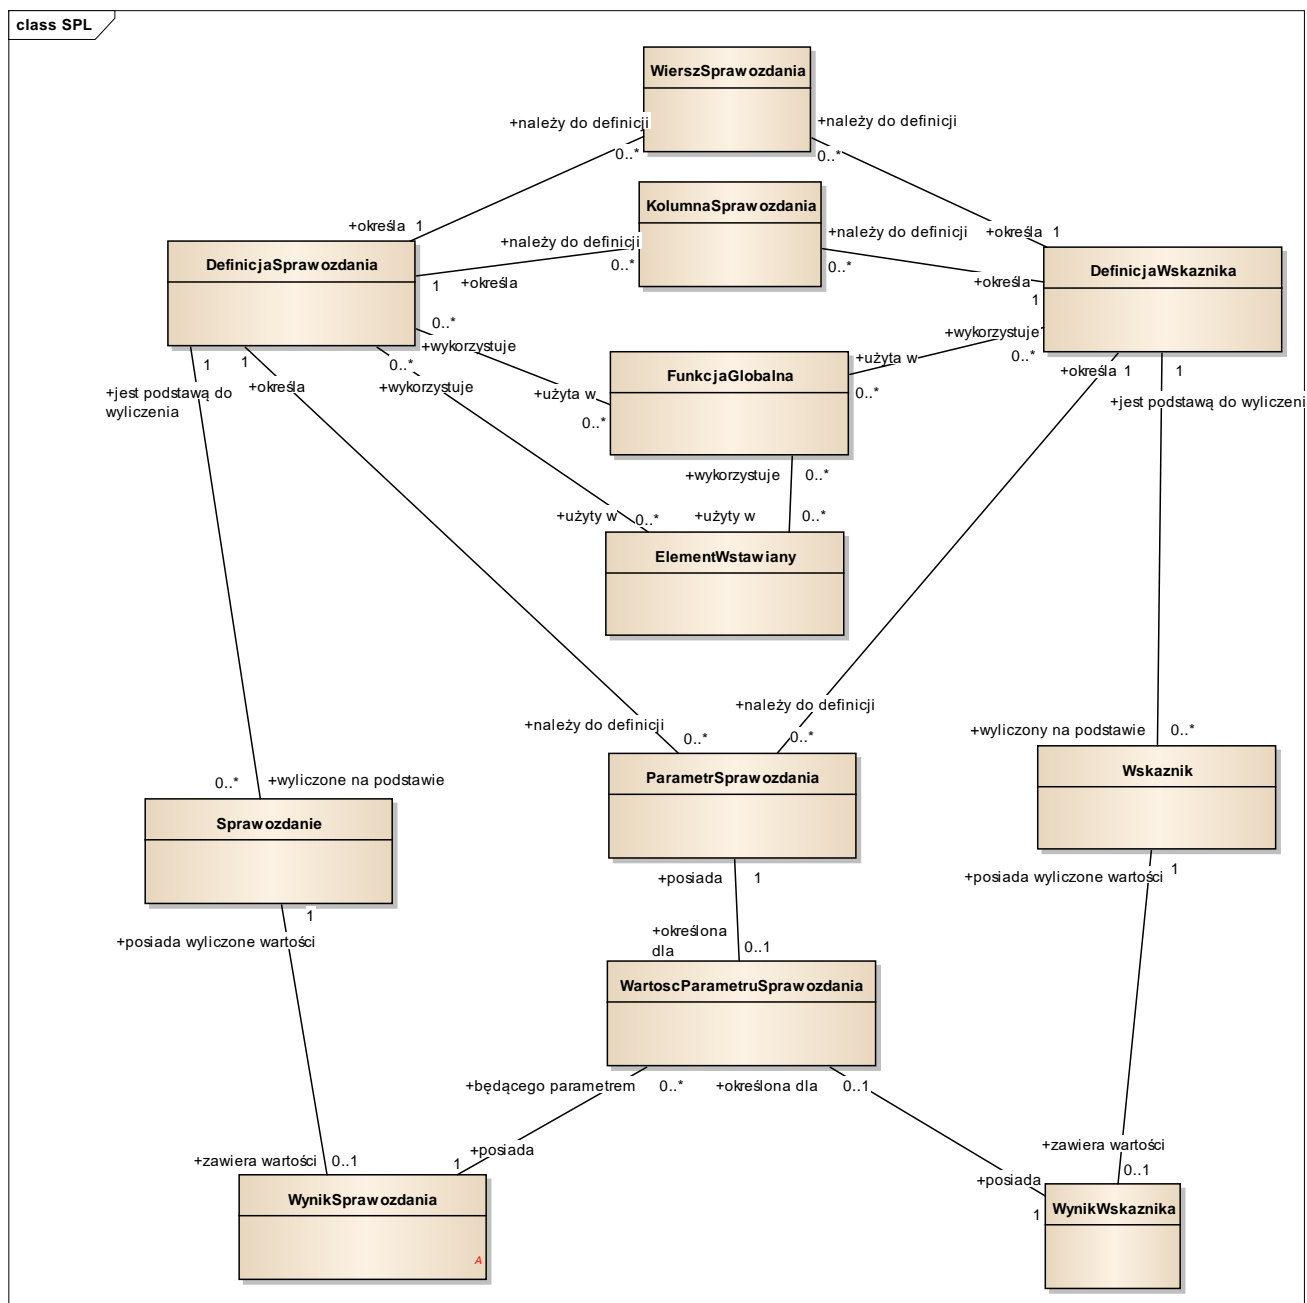 class SPL
WierszSprawozdania
+należy do definicji
+należy do definicji
0..*
0..*
KolumnaSprawozdania
+określa 1
+należy do definicji
+należy do definicji
+określa 1
0..*
0..*
DefinicjaSprawozdania
DefinicjaWskaznika
1 +określa
+określa
1
0..*
+wykorzystuje
+wykorzystuje
0..*
FunkcjaGlobalna
+użyta w
0..*
+użyta w
0..*
1
+jest podstawą do
wyliczenia
1
+określa
0..*
+wykorzystuje
+określa 1
1
+jest podstawą do wyliczeni
+wykorzystuje 0..*
+użyty w 0..*
+użyty w 0..*
ElementWstawiany
+należy do definicji
0..*
+należy do definicji
0..*
+wyliczony na podstawie 0..*
ParametrSprawozdania
Wskaznik
0..* +wyliczone na podstawie
Sprawozdanie
+posiada 1
+posiada wyliczone wartości 1
1
+posiada wyliczone wartości
+określona
dla
0..1
WartoscParametruSprawozdania
+będącego parametrem 0..*
+określona dla 0..1
+posiada
1
+zawiera wartości 0..1
+zawiera wartości
0..1
+posiada
1
WynikSprawozdania
A
WynikWskaznika